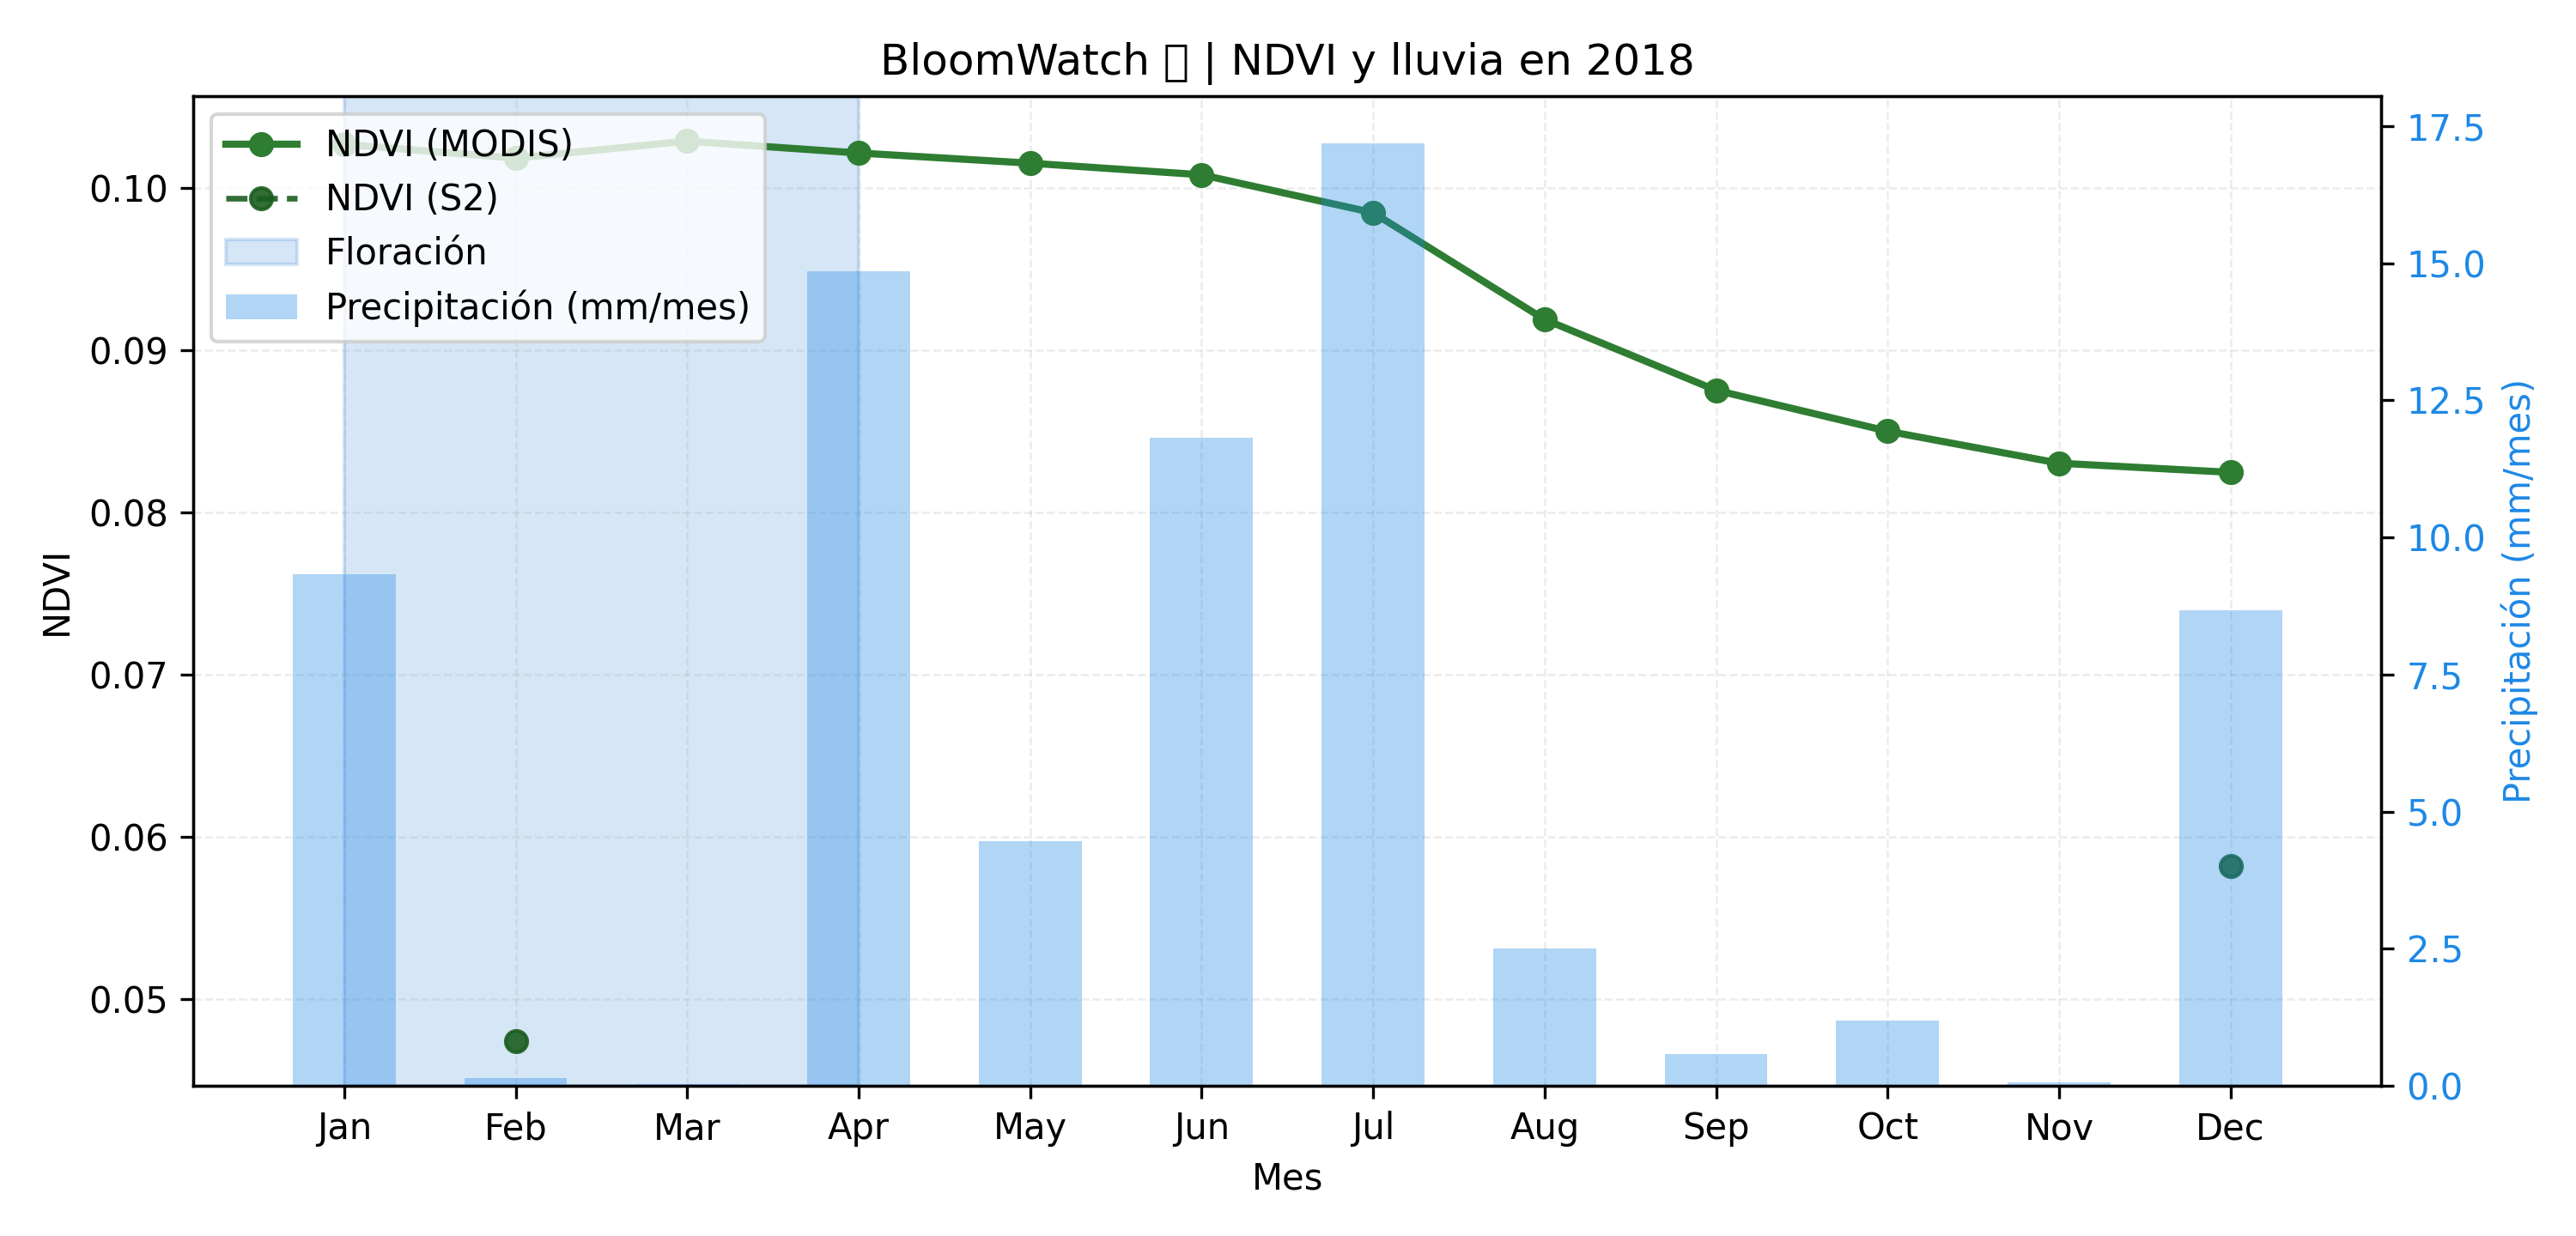 BloomWatch ▯ | NDVI y lluvia en 2018
NDVI (MODIS)
NDVI (S2)
Floración
Precipitación (mm/mes)
NDVI
0.10
0.09
0.08
0.07
0.06
0.05
17.5
15.0
12.5
10.0
7.5
5.0
2.5
0.0
Precipitación (mm/mes)
Jan Feb Mar Apr May Jun Jul Aug Sep Oct Nov Dec
Mes